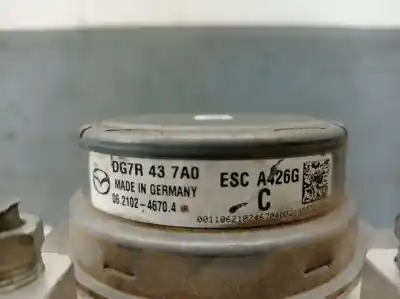 DG7R 43 7A0 ESC A426G
MADE IN GERMANY C
06.2102-4670.4